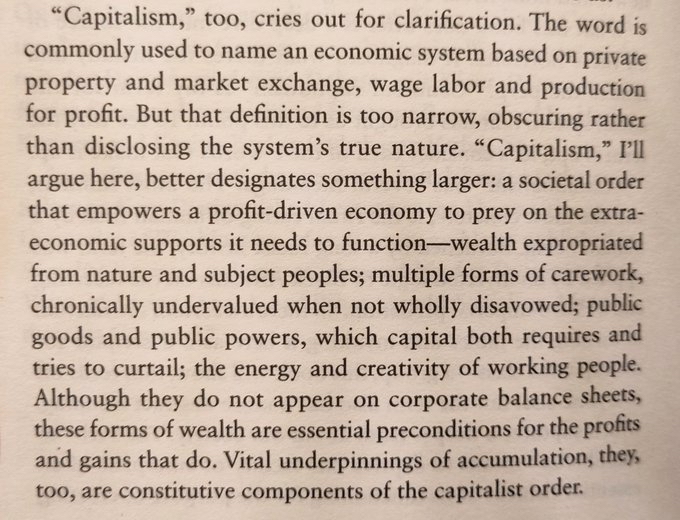 “Capitalism,” too, cries out for clarification. The word is
commonly used to name an economic system based on private
property and market exchange, wage labor and production
for profit. But that definition is too narrow, obscuring rather
than disclosing the system’s true nature. “Capitalism,” I’ll
argue here, better designates something larger: a societal order
that empowers a profit-driven economy to prey on the extra-
economic supports it needs to function—wealth expropriated
from nature and subject peoples; multiple forms of carework,
chronically undervalued when not wholly disavowed; public
goods and public powers, which capital both requires and
tries to curtail; the energy and creativity of working people.
Although they do not appear on corporate balance sheets,
these forms of wealth are essential preconditions for the profits
and gains that do. Vital underpinnings of accumulation, they,
too, are constitutive components of the capitalist order.